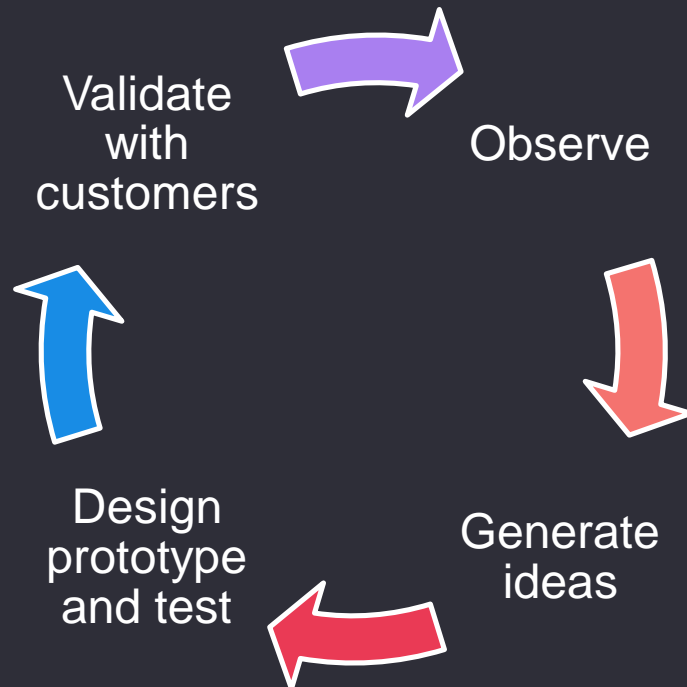 Validate
with
customers
Observe
Generate
ideas
Design
prototype
and test